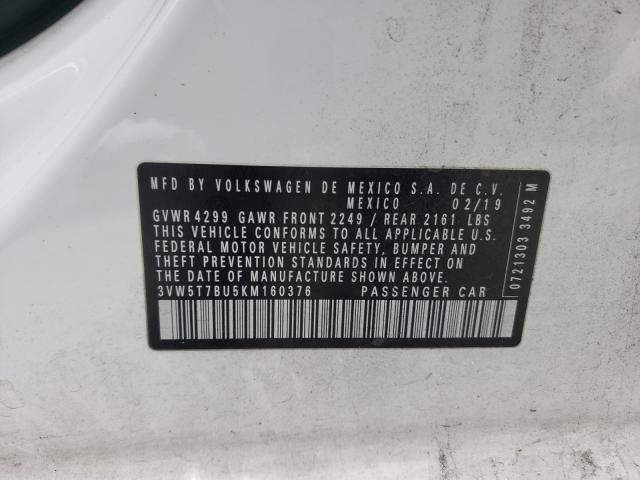 MFD BY VOLKSWAGEN DE MEXICO S.A. DE C.V.
MEXICO 02/19
GVWR 4299 GAWR FRONT 2249 / REAR 2161 LBS
THIS VEHICLE CONFORMS TO ALL APPLICABLE U.S.
FEDERAL MOTOR VEHICLE SAFETY, BUMPER AND
THEFT PREVENTION STANDARDS IN EFFECT ON
THE DATE OF MANUFACTURE SHOWN ABOVE.
3VW5T7BU5KM160376 PASSENGER CAR
0721303 3492 M